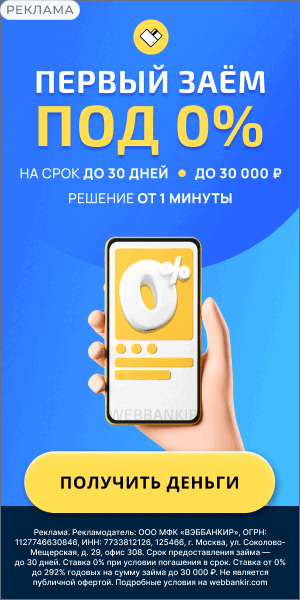 РЕКЛАМА
ПЕРВЫЙ ЗАЁМ
ПОД 0%
НА СРОК ДО 30 ДНЕЙ ● ДО 30 000 ₽
РЕШЕНИЕ ОТ 1 МИНУТЫ
0%
WEBBANKIR
ПОЛУЧИТЬ ДЕНЬГИ
Реклама. Рекламодатель: ООО МФК «ВЭББАНКИР», ОГРН:
1127746630846, ИНН: 7733812126, 125466, г. Москва, ул. Соколово-
Мещерская, д. 29, офис 308. Срок предоставления займа —
до 30 дней. Ставка 0% при условии погашения в срок. Ставка от 0%
до 292% годовых на сумму займа до 30 000 ₽. Не является
публичной офертой. Подробные условия на webbankir.com